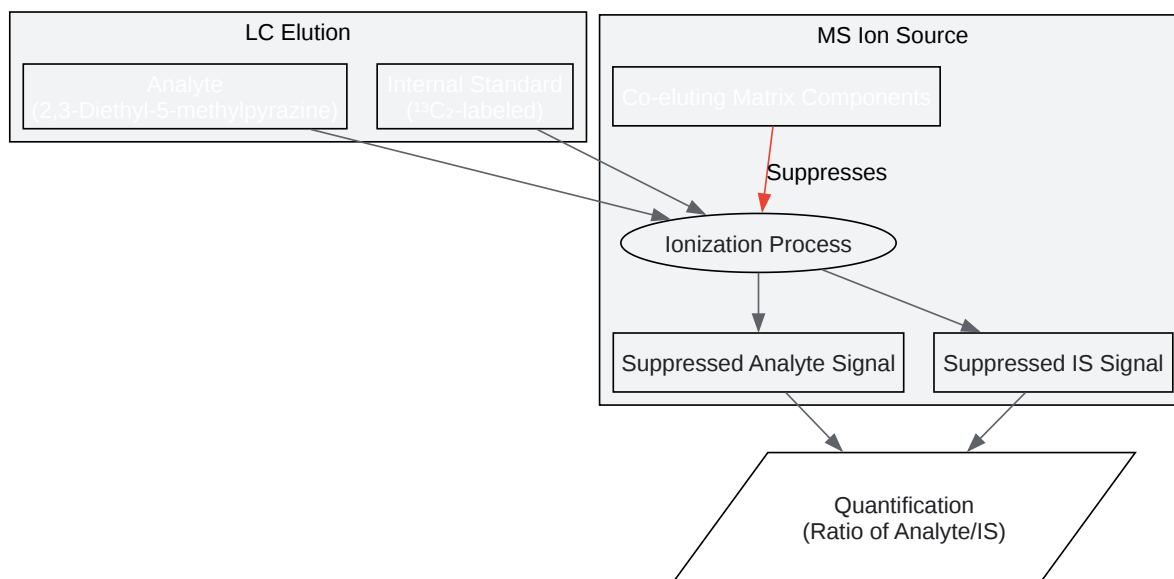 LC Elution
Analyte
(2,3-Diethyl-5-methylpyrazine)
Internal Standard
(¹³C₂-labeled)
MS Ion Source
Co-eluting Matrix Components
Suppresses
Ionization Process
Suppressed Analyte Signal
Suppressed IS Signal
Quantification
(Ratio of Analyte/IS)